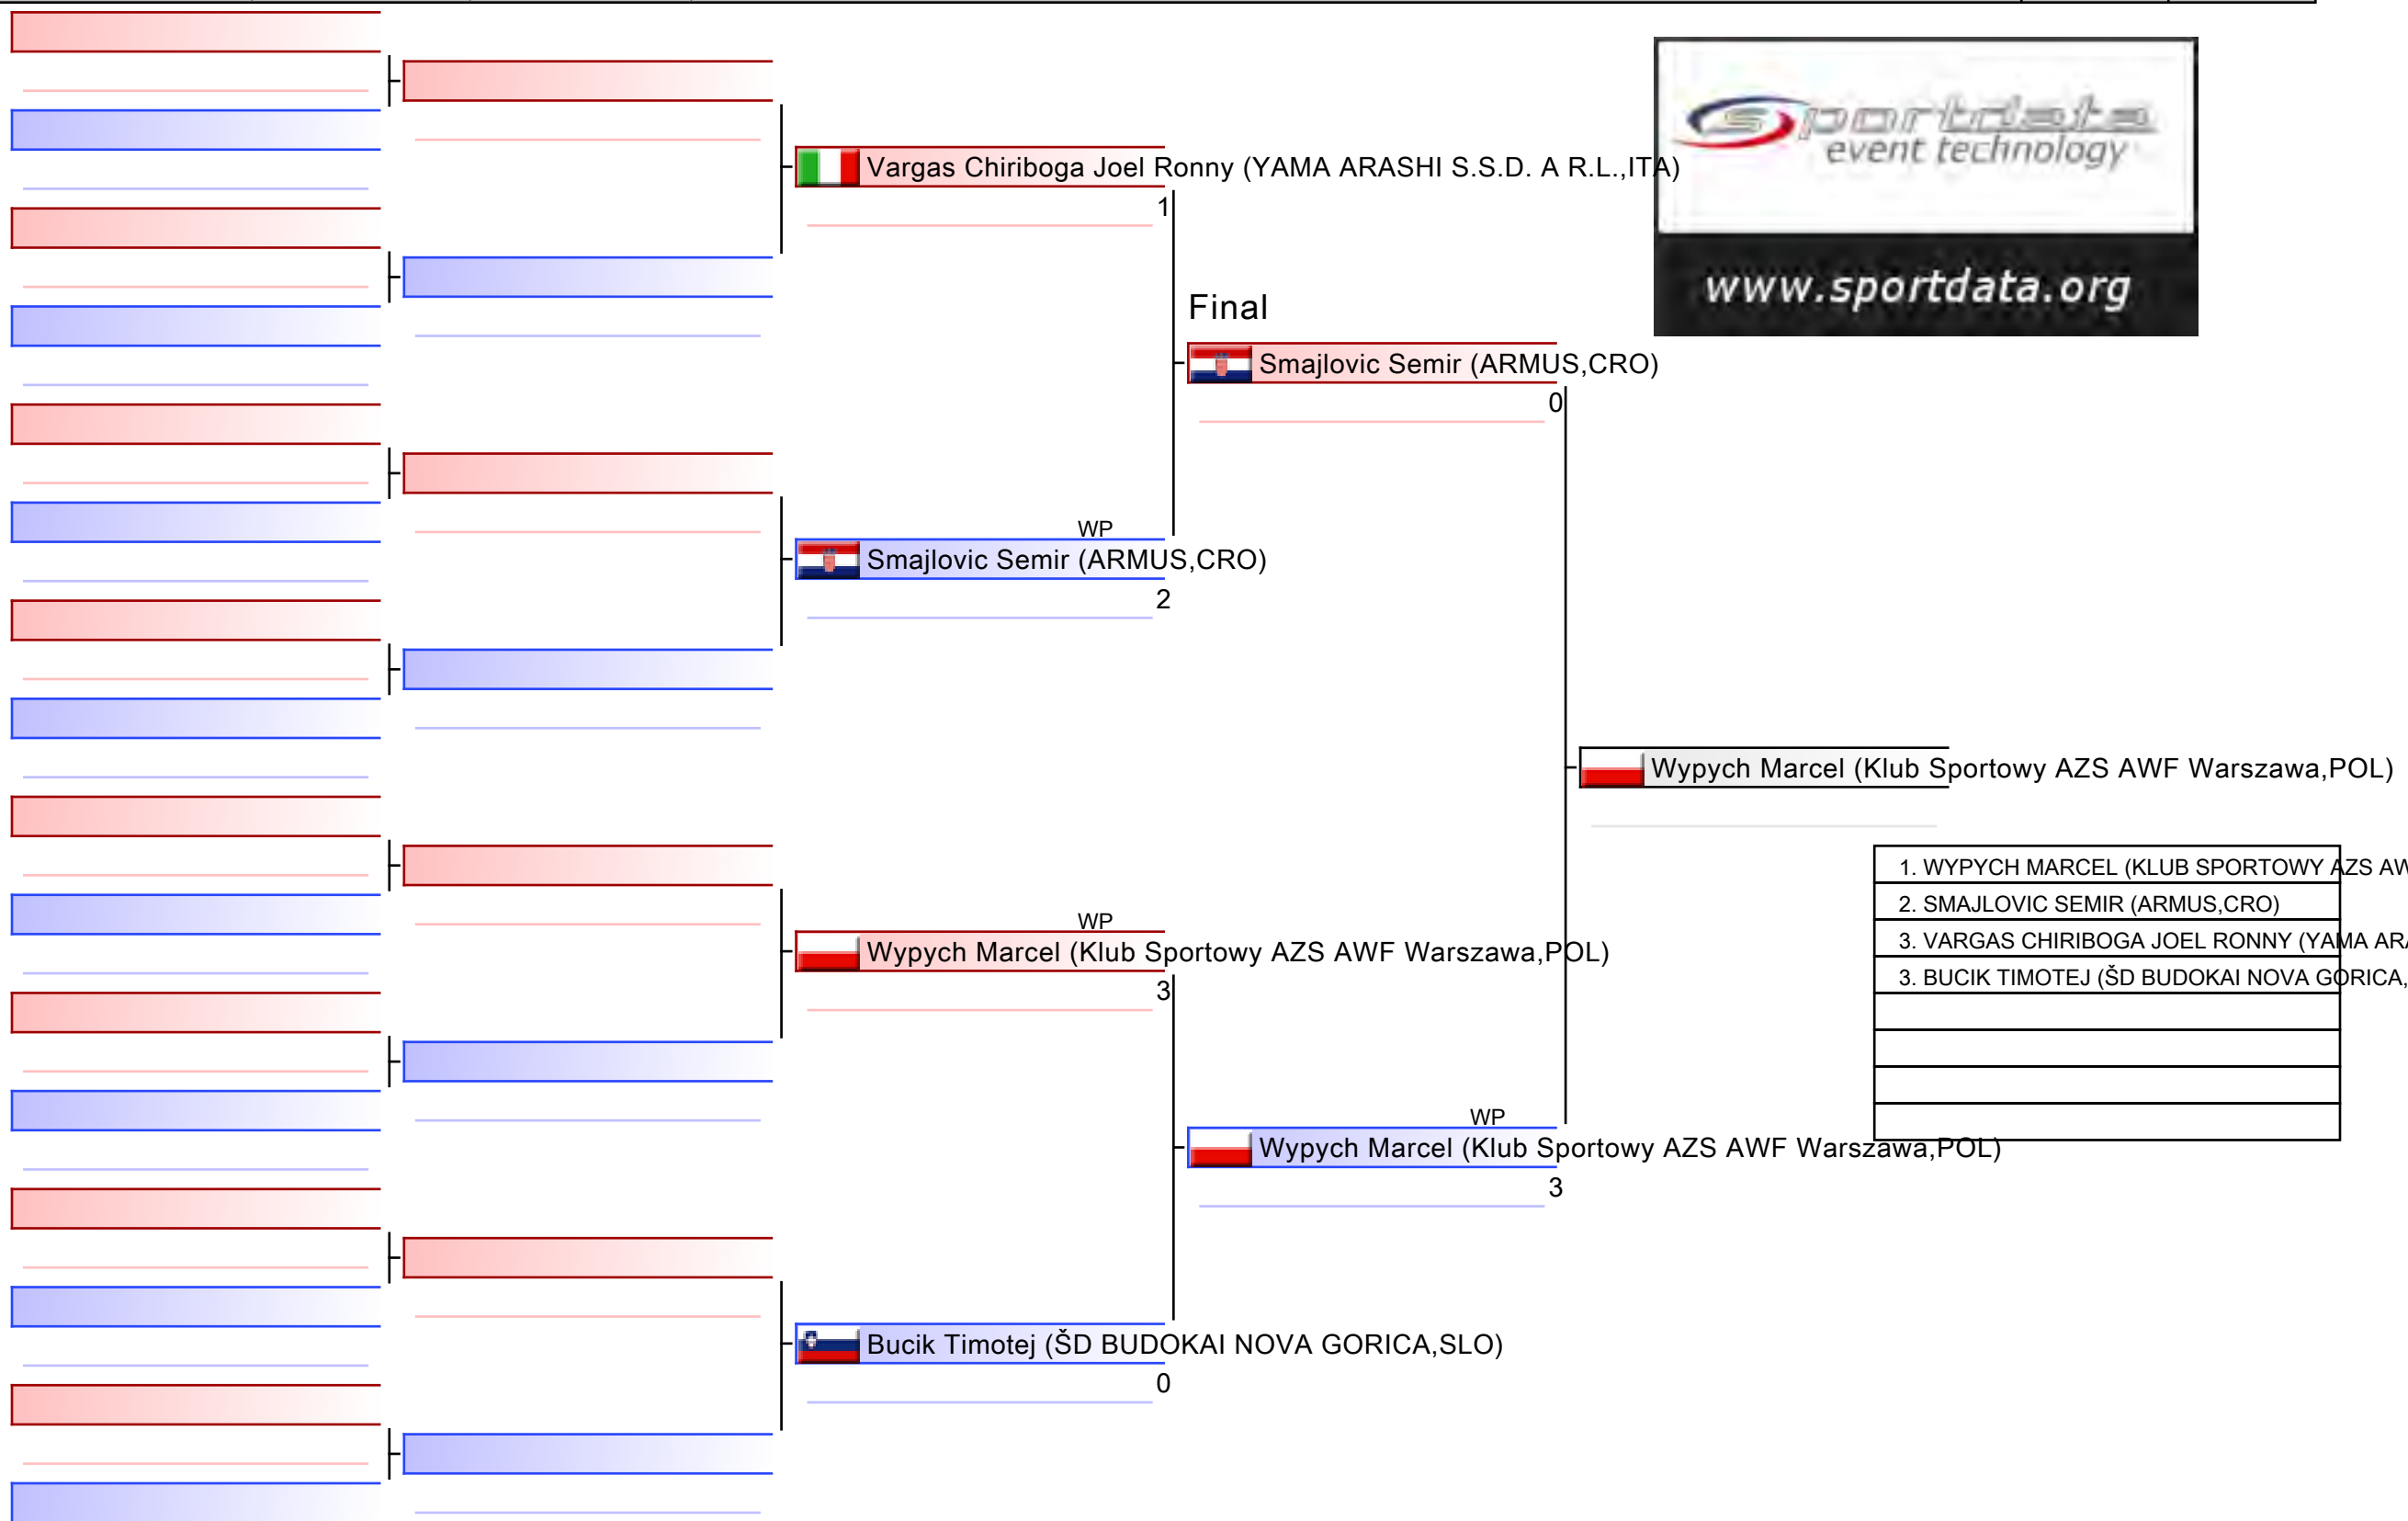 sportdata
event technology
www.sportdata.org
Vargas Chiriboga Joel Ronny (YAMA ARASHI S.S.D. A R.L.,ITA)
1
Final
Smajlovic Semir (ARMUS,CRO)
0
WP
Smajlovic Semir (ARMUS,CRO)
2
Wypych Marcel (Klub Sportowy AZS AWF Warszawa,POL)
1. WYPYCH MARCEL (KLUB SPORTOWY AZS AW
2. SMAJLOVIC SEMIR (ARMUS,CRO)
3. VARGAS CHIRIBOGA JOEL RONNY (YAMA ARA
3. BUCIK TIMOTEJ (ŠD BUDOKAI NOVA GORICA,
WP
Wypych Marcel (Klub Sportowy AZS AWF Warszawa,POL)
3
WP
Wypych Marcel (Klub Sportowy AZS AWF Warszawa,POL)
3
Bucik Timotej (ŠD BUDOKAI NOVA GORICA,SLO)
0